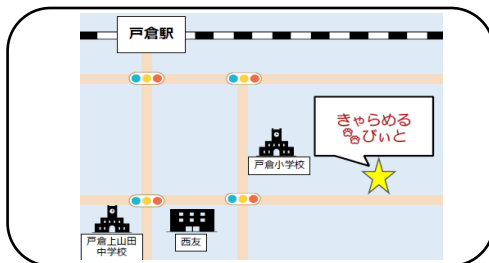 戸倉駅
きゃらめる
びぃと
戸倉小学校
戸倉上山田
中学校
西友